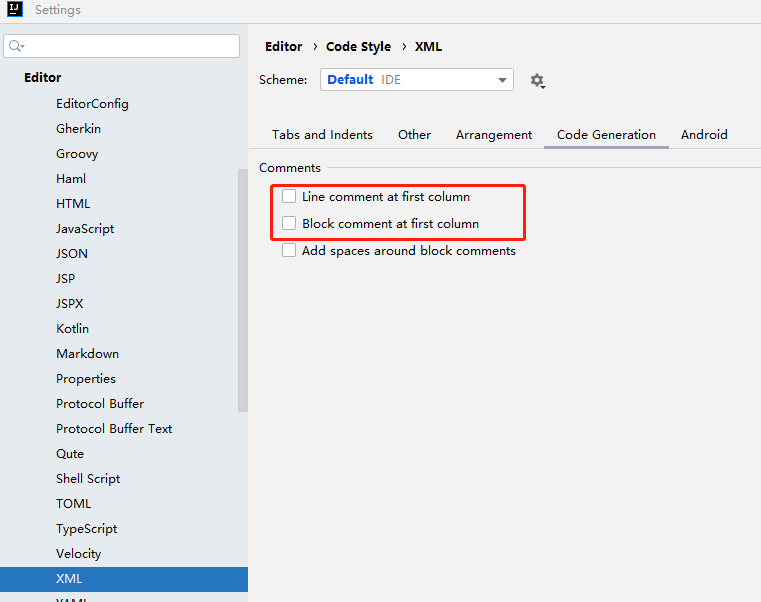 IJ Settings
Editor
EditorConfig
Gherkin
Groovy
Haml
HTML
JavaScript
JSON
JSP
JSPX
Kotlin
Markdown
Properties
Protocol Buffer
Protocol Buffer Text
Qute
Shell Script
TOML
TypeScript
Velocity
XML
YAML
Editor › Code Style › XML
Scheme: Default IDE
Tabs and Indents Other Arrangement Code Generation Android
Comments
Line comment at first column
Block comment at first column
Add spaces around block comments